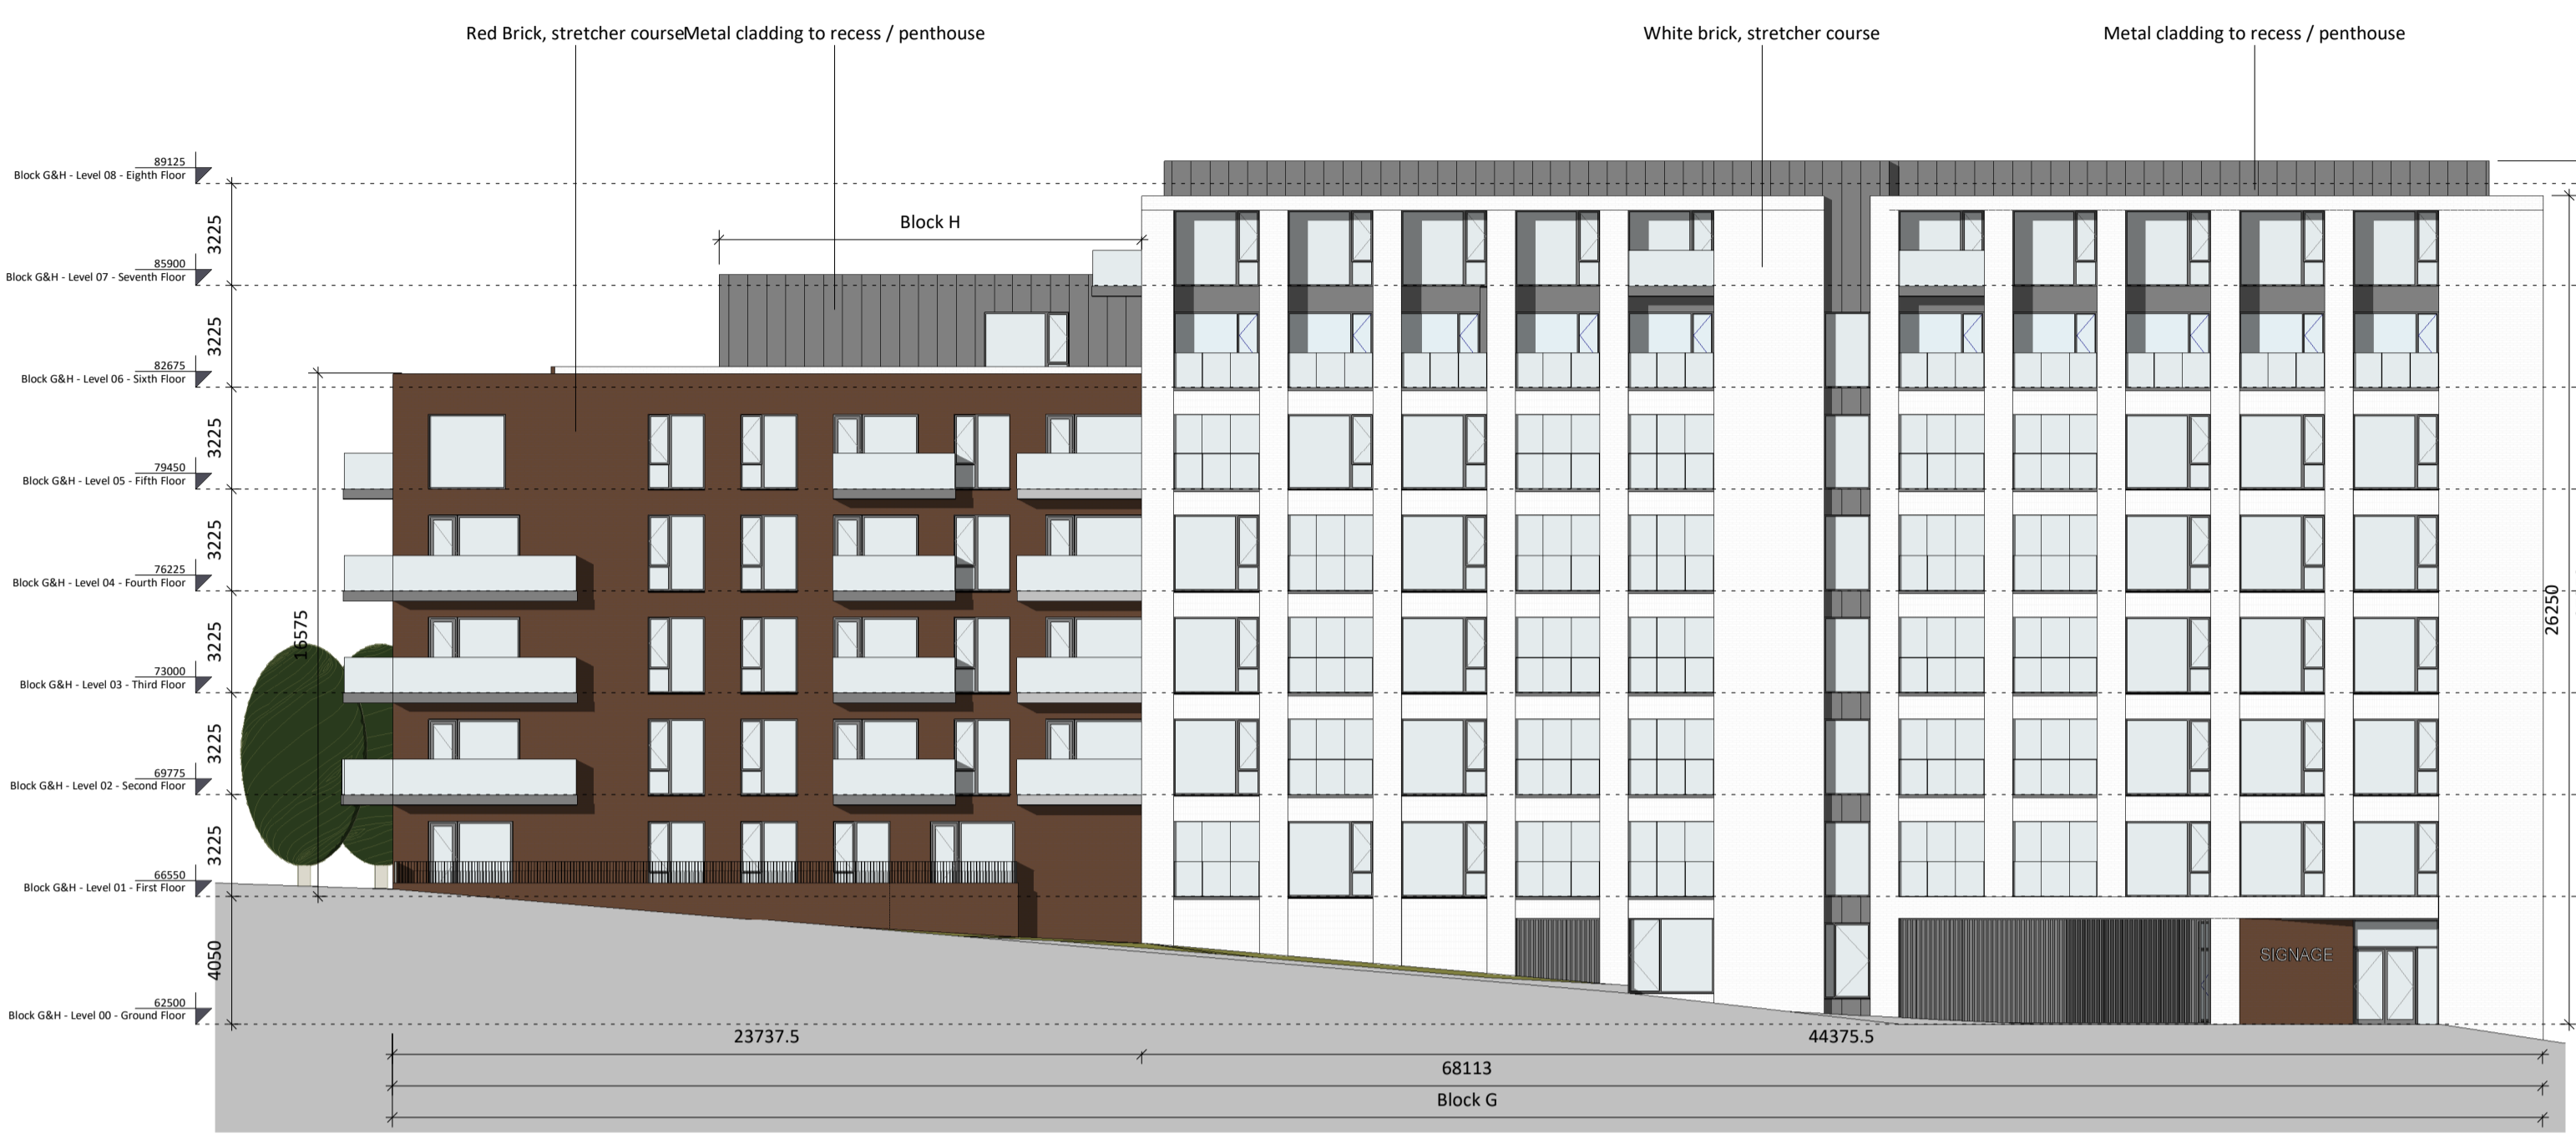 Red Brick, stretcher course
Metal cladding to recess / penthouse
White brick, stretcher course
Metal cladding to recess / penthouse
89125
Block G&H - Level 08 - Eighth Floor
3225
Block H
85900
Block G&H - Level 07 - Seventh Floor
3225
82675
Block G&H - Level 06 - Sixth Floor
3225
79450
Block G&H - Level 05 - Fifth Floor
3225
76225
Block G&H - Level 04 - Fourth Floor
16575
26250
3225
73000
Block G&H - Level 03 - Third Floor
3225
69775
Block G&H - Level 02 - Second Floor
3225
66550
Block G&H - Level 01 - First Floor
4050
SIGNAGE
62500
Block G&H - Level 00 - Ground Floor
23737.5
44375.5
68113
Block G